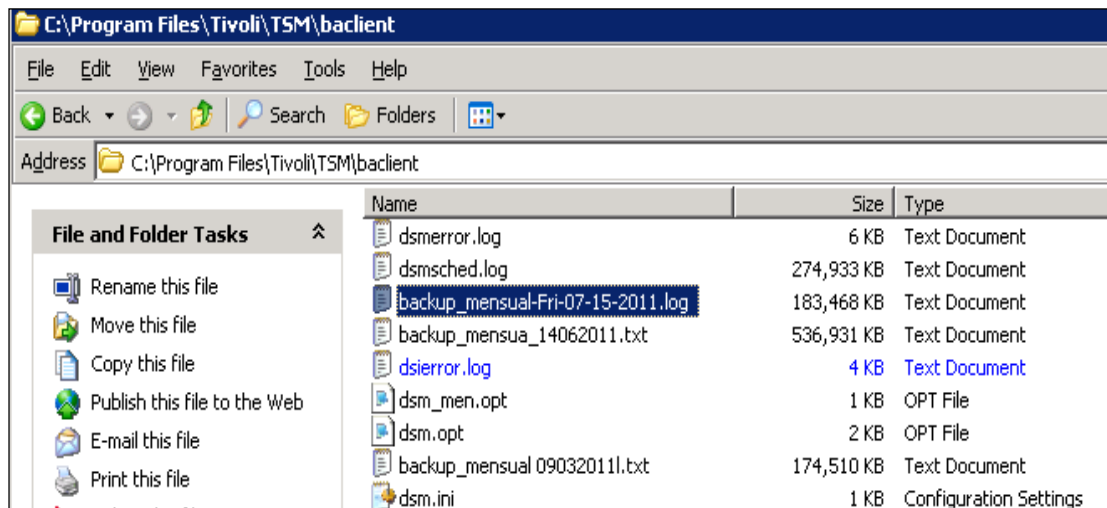 C:\Program Files\Tivoli\TSM\baclient
File Edit View Favorites Tools Help
Back Search Folders
Address C:\Program Files\Tivoli\TSM\baclient
File and Folder Tasks
Rename this file
Move this file
Copy this file
Publish this file to the Web
E-mail this file
Print this file
Name Size Type
dsmerror.log 6 KB Text Document
dsmsched.log 274,933 KB Text Document
backup_mensual-Fri-07-15-2011.log 183,468 KB Text Document
backup_mensua_14062011.txt 536,931 KB Text Document
dsierror.log 4 KB Text Document
dsm_men.opt 1 KB OPT File
dsm.opt 2 KB OPT File
backup_mensual 09032011l.txt 174,510 KB Text Document
dsm.ini 1 KB Configuration Settings